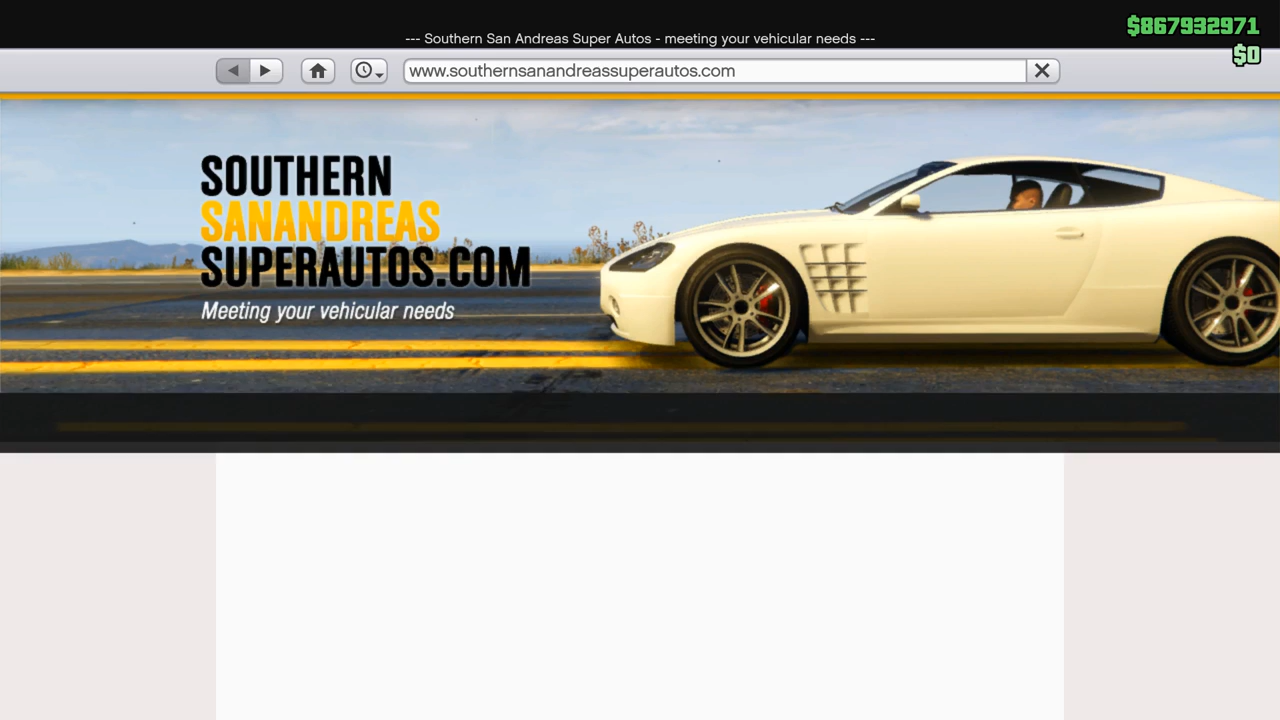 $867932971
--- Southern San Andreas Super Autos - meeting your vehicular needs ---
$0
www.southernsanandreassuperautos.com
SOUTHERN
SANANDREAS
SUPERAUTOS.COM
Meeting your vehicular needs